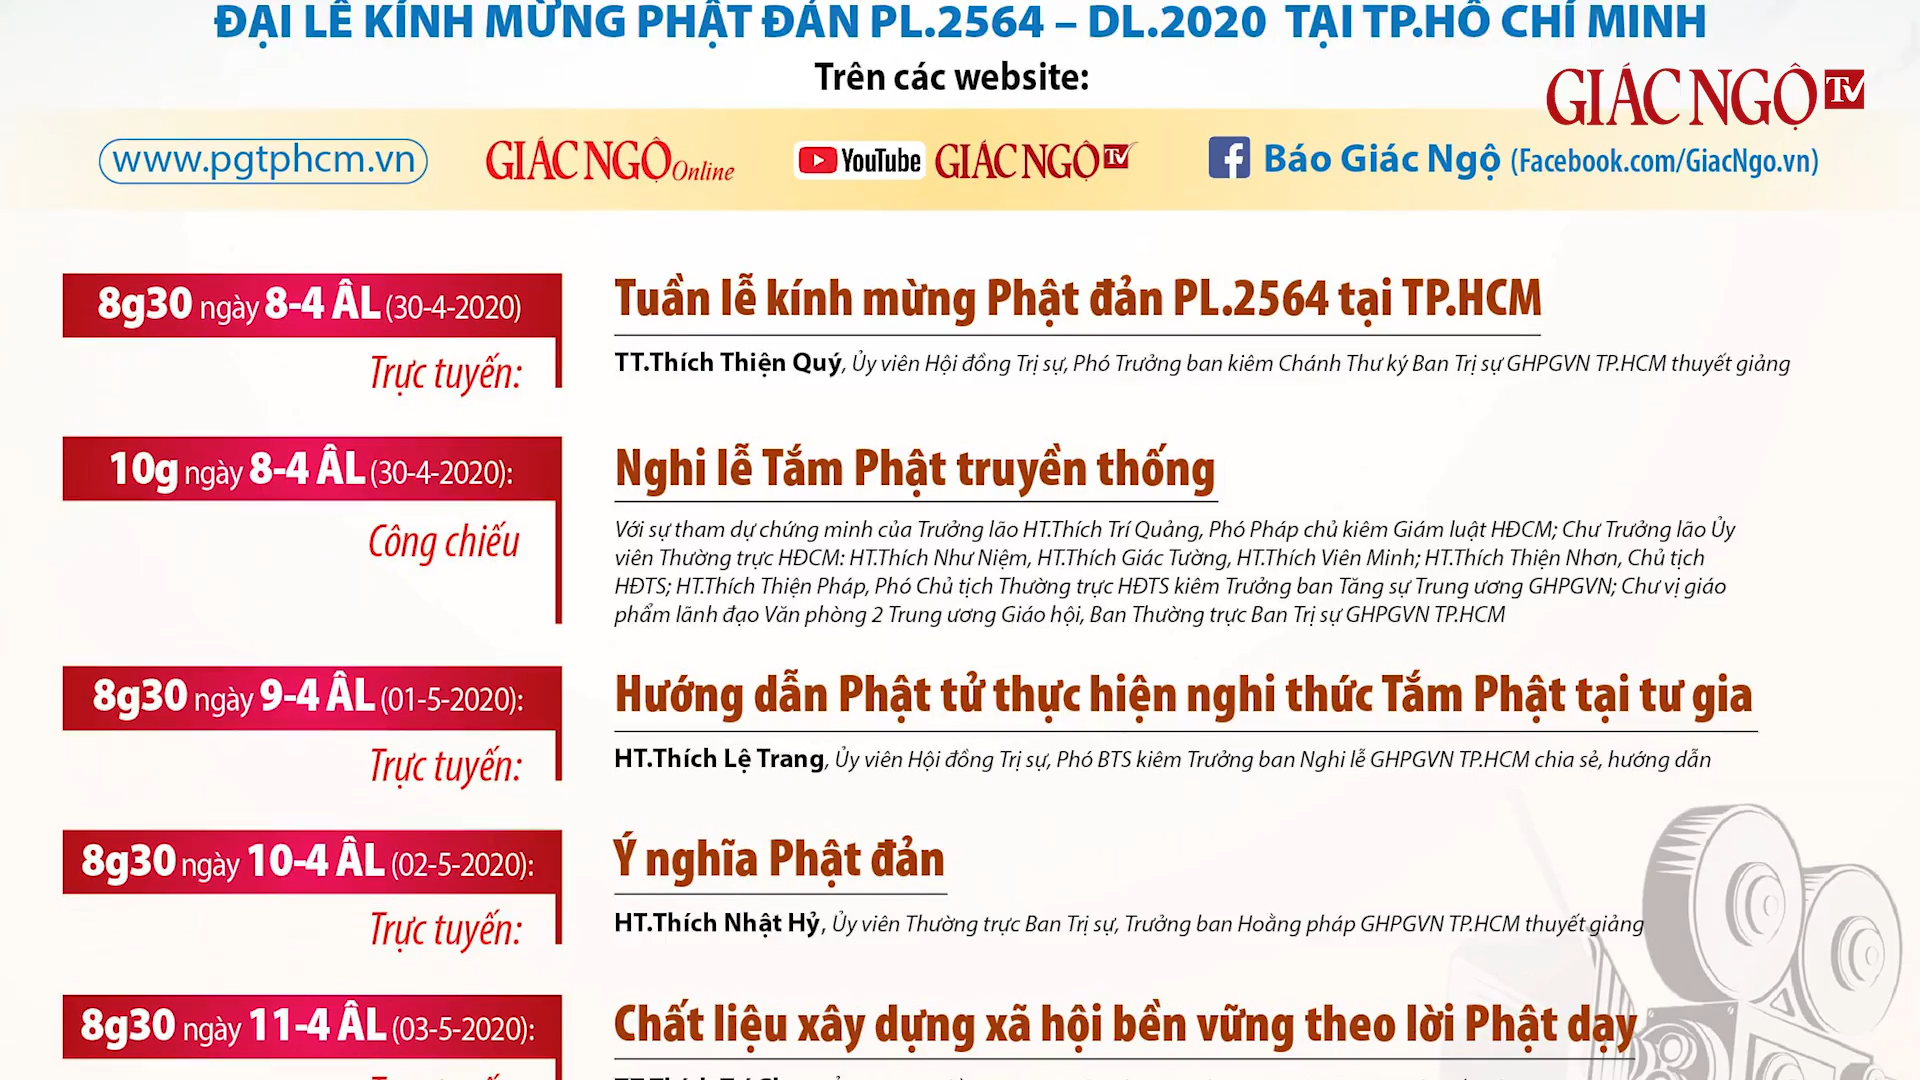 ĐẠI LỄ KÍNH MỪNG PHẬT ĐẢN PL.2564 – DL.2020 TẠI TP.HỒ CHÍ MINH
Trên các website:
GIÁC NGỘ TV
www.pgtphcm.vn GIÁC NGỘ Online YouTube GIÁC NGỘ TV Báo Giác Ngộ (Facebook.com/GiacNgo.vn)
8g30 ngày 8-4 ÂL (30-4-2020) Tuần lễ kính mừng Phật đản PL.2564 tại TP.HCM
Trực tuyến: TT.Thích Thiện Quý, Ủy viên Hội đồng Trị sự, Phó Trưởng ban kiêm Chánh Thư ký Ban Trị sự GHPGVN TP.HCM thuyết giảng
10g ngày 8-4 ÂL (30-4-2020): Nghi lễ Tắm Phật truyền thống
Công chiếu
Với sự tham dự chứng minh của Trưởng lão HT.Thích Trí Quảng, Phó Pháp chủ kiêm Giám luật HĐCM; Chư Trưởng lão Ủy
viên Thường trực HĐCM: HT.Thích Như Niệm, HT.Thích Giác Tường, HT.Thích Viên Minh; HT.Thích Thiện Nhơn, Chủ tịch
HĐTS; HT.Thích Thiện Pháp, Phó Chủ tịch Thường trực HĐTS kiêm Trưởng ban Tăng sự Trung ương GHPGVN; Chư vị giáo
phẩm lãnh đạo Văn phòng 2 Trung ương Giáo hội, Ban Thường trực Ban Trị sự GHPGVN TP.HCM
8g30 ngày 9-4 ÂL (01-5-2020): Hướng dẫn Phật tử thực hiện nghi thức Tắm Phật tại tư gia
Trực tuyến: HT.Thích Lệ Trang, Ủy viên Hội đồng Trị sự, Phó BTS kiêm Trưởng ban Nghi lễ GHPGVN TP.HCM chia sẻ, hướng dẫn
8g30 ngày 10-4 ÂL (02-5-2020): Ý nghĩa Phật đản
Trực tuyến: HT.Thích Nhật Hỷ, Ủy viên Thường trực Ban Trị sự, Trưởng ban Hoằng pháp GHPGVN TP.HCM thuyết giảng
8g30 ngày 11-4 ÂL (03-5-2020): Chất liệu xây dựng xã hội bền vững theo lời Phật dạy